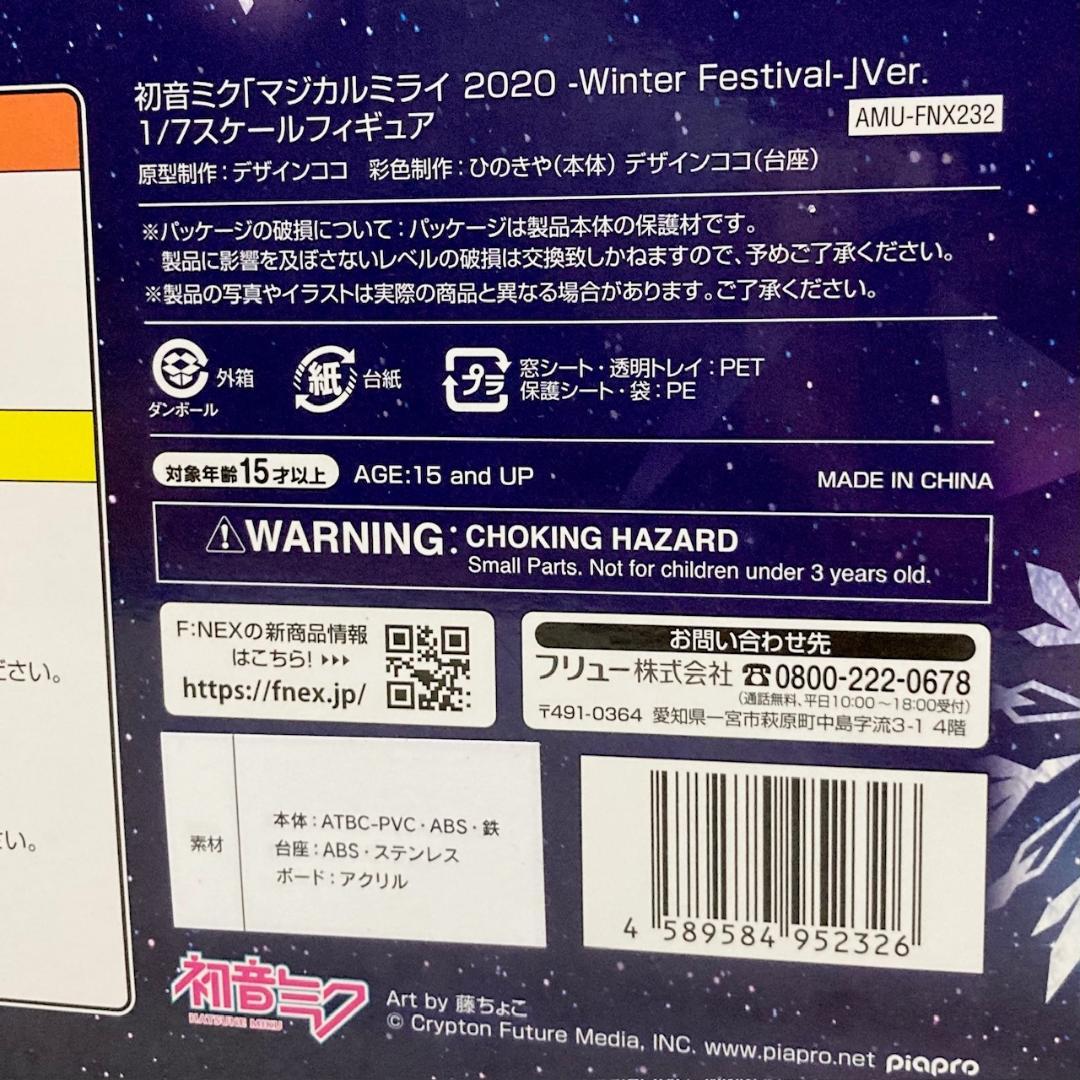 初音ミク「マジカルミライ 2020 -Winter Festival-」Ver.
1/7スケールフィギュア
AMU-FNX232
原型制作：デザインココ　彩色制作：ひのきや(本体) デザインココ(台座)
※パッケージの破損について：パッケージは製品本体の保護材です。
製品に影響を及ぼさないレベルの破損は交換致しかねますので、予めご了承ください。
※製品の写真やイラストは実際の商品と異なる場合があります。ご了承ください。
外箱
ダンボール
紙
台紙
プラ
窓シート・透明トレイ：PET
保護シート・袋：PE
対象年齢15才以上 AGE:15 and UP
MADE IN CHINA
WARNING: CHOKING HAZARD
Small Parts. Not for children under 3 years old.
F:NEXの新商品情報
はこちら!
https://fnex.jp/
お問い合わせ先
フリュー株式会社 ☎0800-222-0678
(通話無料、平日10:00～18:00受付)
〒491-0364 愛知県一宮市萩原町中島字流3-1 4階
ださい。
さい。
素材
本体：ATBC-PVC・ABS・鉄
台座：ABS・ステンレス
ボード：アクリル
4 589584 952326
初音ミク
HATSUNE MIKU
Art by 藤ちょこ
© Crypton Future Media, INC. www.piapro.net piapro